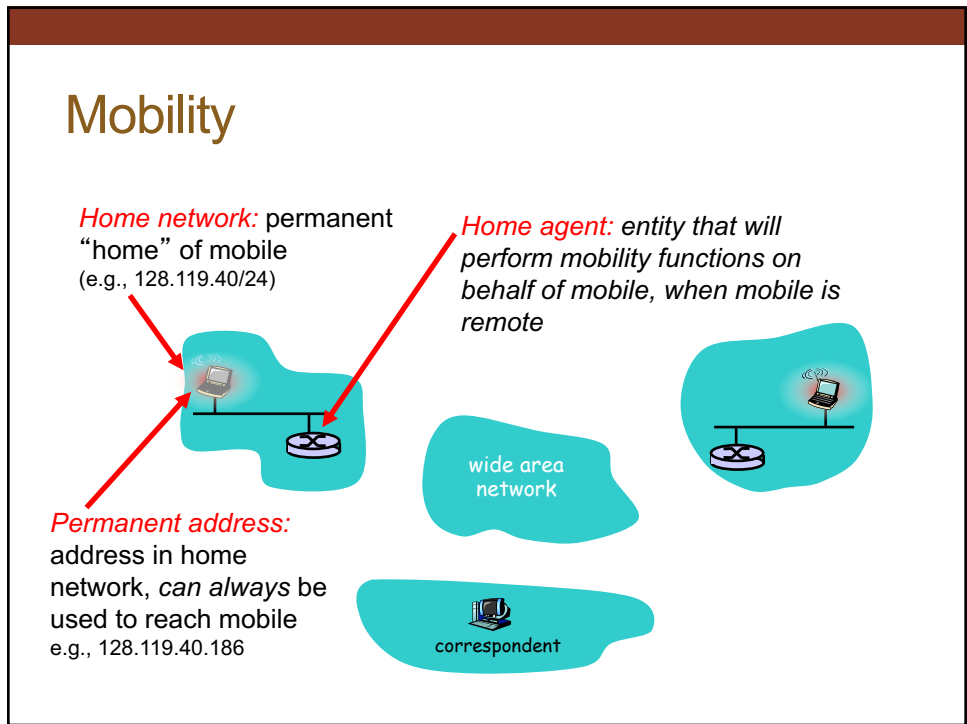 Mobility
Home network: permanent
“home” of mobile
(e.g., 128.119.40/24)
Home agent: entity that will
perform mobility functions on
behalf of mobile, when mobile is
remote
wide area
network
Permanent address:
address in home
network, can always be
used to reach mobile
e.g., 128.119.40.186
correspondent